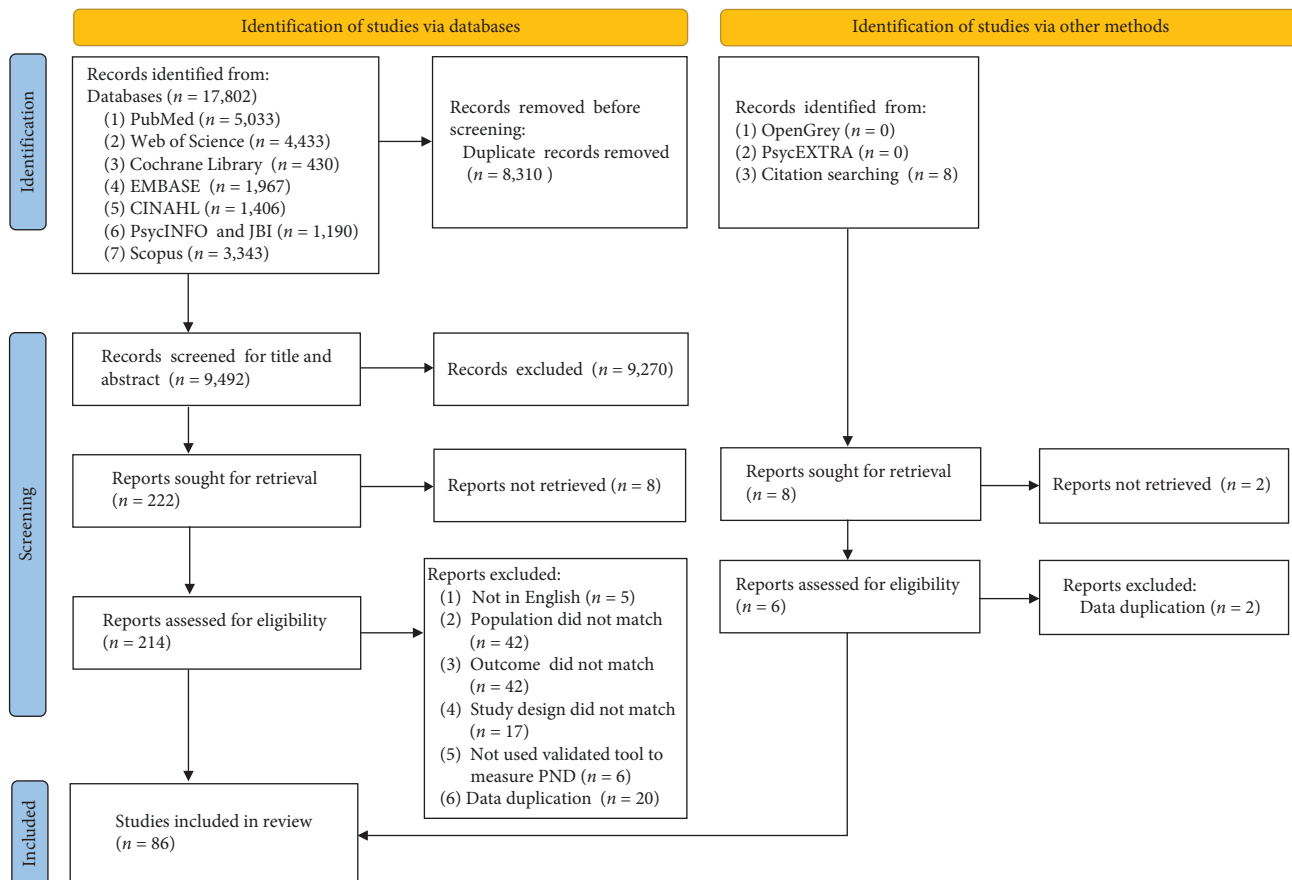 Identification of studies via databases
Identification of studies via other methods
Identification
Records identified from:
Databases (n = 17,802)
(1) PubMed (n = 5,033)
(2) Web of Science (n = 4,433)
(3) Cochrane Library (n = 430)
(4) EMBASE (n = 1,967)
(5) CINAHL (n = 1,406)
(6) PsycINFO and JBI (n = 1,190)
(7) Scopus (n = 3,343)
Records removed before
screening:
Duplicate records removed
(n = 8,310 )
Records identified from:
(1) OpenGrey (n = 0)
(2) PsycEXTRA (n = 0)
(3) Citation searching (n = 8)
Screening
Records screened for title and
abstract (n = 9,492)
Records excluded (n = 9,270)
Reports sought for retrieval
(n = 222)
Reports not retrieved (n = 8)
Reports sought for retrieval
(n = 8)
Reports not retrieved (n = 2)
Reports assessed for eligibility
(n = 214)
Reports excluded:
(1) Not in English (n = 5)
(2) Population did not match
(n = 42)
(3) Outcome did not match
(n = 42)
(4) Study design did not match
(n = 17)
(5) Not used validated tool to
measure PND (n = 6)
(6) Data duplication (n = 20)
Reports assessed for eligibility
(n = 6)
Reports excluded:
Data duplication (n = 2)
Included
Studies included in review
(n = 86)